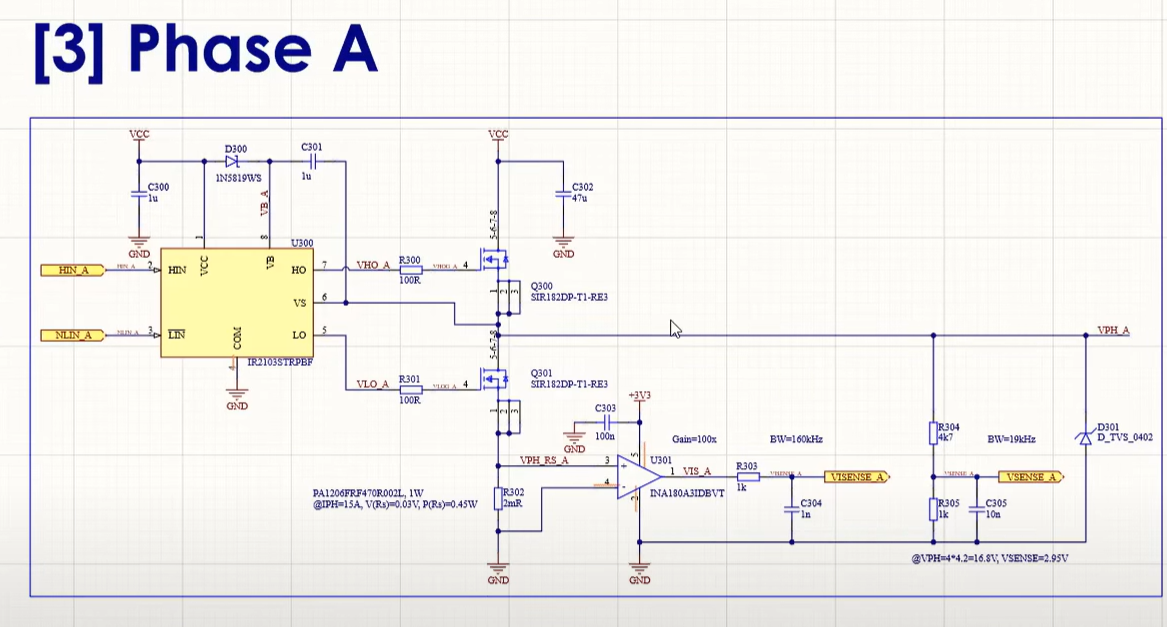 [3] Phase A
VCC
D300
1N5819WS
C301
1u
C300
1u
GND
VB_A
VCC
C302
47u
GND
1
8
U300
HIN_A
HIN_A
2
HIN
VCC
VB
HO
7
VHO_A
R300
100R
VHOG_A
4
5-6-7-8
1
2
3
Q300
SIR182DP-T1-RE3
VS
6
NLIN_A
NLIN_A
3
LIN
COM
LO
5
IR2103STRPBF
4
GND
VLO_A
R301
100R
VLOG_A
4
5-6-7-8
1
2
3
Q301
SIR182DP-T1-RE3
VPH_A
C303
100n
GND
+3V3
Gain=100x
BW=160kHz
VPH_RS_A
3
4
5
2
+
-
U301
1
VIS_A
INA180A3IDBVT
R303
1k
VISENSE_A
VISENSE_A
C304
1n
R304
4k7
BW=19kHz
VSENSE_A
VSENSE_A
R305
1k
C305
10n
D301
D_TVS_0402
PA1206FRF470R002L, 1W
@IPH=15A, V(Rs)=0.03V, P(Rs)=0.45W
R302
2mR
GND
GND
@VPH=4*4.2=16.8V, VSENSE=2.95V